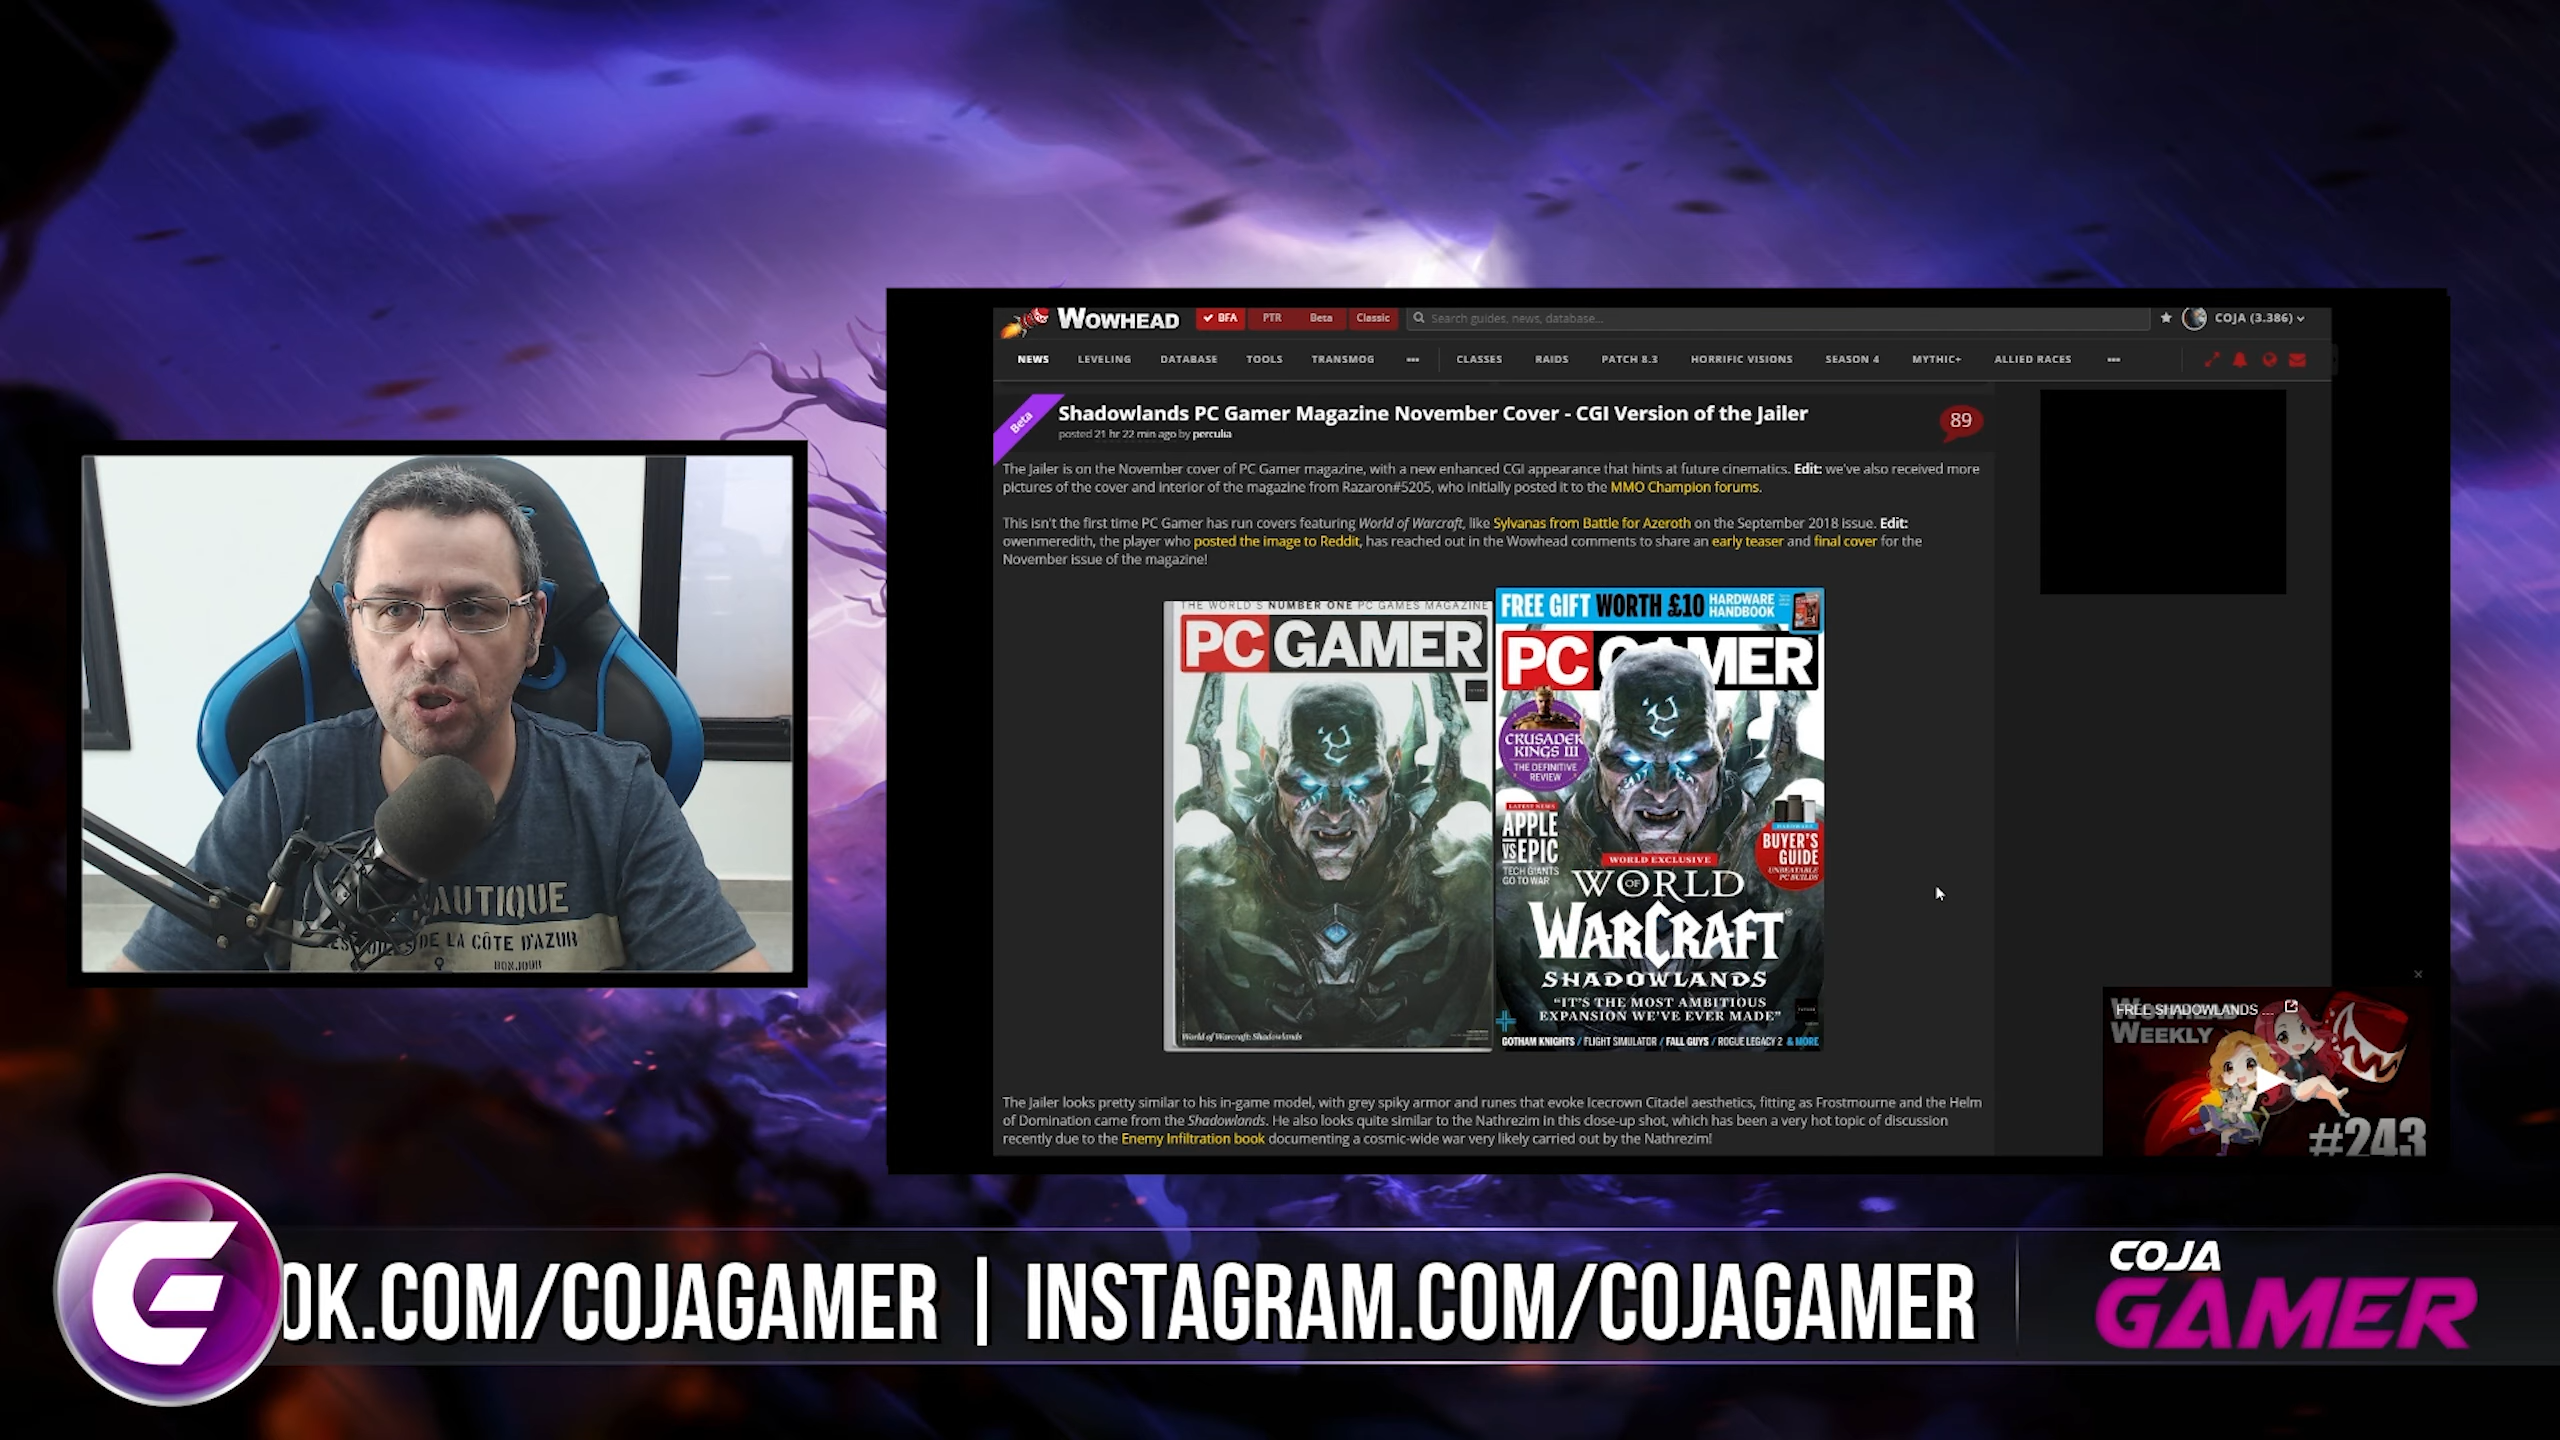 WOWHEAD
BFA PTR Beta Classic
Search guides, news, database...
COJA (3.386)
NEWS LEVELING DATABASE TOOLS TRANSMOG ••• CLASSES RAIDS PATCH 8.3 HORRIFIC VISIONS SEASON 4 MYTHIC+ ALLIED RACES •••
Beta
Shadowlands PC Gamer Magazine November Cover - CGI Version of the Jailer
89
posted 21 hr 22 min ago by perculia
The Jailer is on the November cover of PC Gamer magazine, with a new enhanced CGI appearance that hints at future cinematics. Edit: we've also received more
pictures of the cover and interior of the magazine from Razaron#5205, who initially posted it to the MMO Champion forums.
This isn't the first time PC Gamer has run covers featuring World of Warcraft, like Sylvanas from Battle for Azeroth on the September 2018 issue. Edit:
owenmeredith, the player who posted the image to Reddit, has reached out in the Wowhead comments to share an early teaser and final cover for the
November issue of the magazine!
THE WORLD'S NUMBER ONE PC GAMES MAGAZINE
PC GAMER
World of Warcraft: Shadowlands
FREE GIFT WORTH £10 HARDWARE
HANDBOOK
PC GAMER
CRUSADER
KINGS III
THE DEFINITIVE
REVIEW
LATEST NEWS
APPLE
VS EPIC
TECH GIANTS
GO TO WAR
HARDWARE
BUYER'S
GUIDE
UNBEATABLE
PC BUILDS
WORLD EXCLUSIVE
WORLD
OF
WARCRAFT
SHADOWLANDS
"IT'S THE MOST AMBITIOUS
EXPANSION WE'VE EVER MADE"
GOTHAM KNIGHTS / FLIGHT SIMULATOR / FALL GUYS / ROGUE LEGACY 2 & MORE
The Jailer looks pretty similar to his in-game model, with grey spiky armor and runes that evoke Icecrown Citadel aesthetics, fitting as Frostmourne and the Helm
of Domination came from the Shadowlands. He also looks quite similar to the Nathrezim in this close-up shot, which has been a very hot topic of discussion
recently due to the Enemy Infiltration book documenting a cosmic-wide war very likely carried out by the Nathrezim!
FREE SHADOWLANDS ...
WOWHEAD
WEEKLY
#243
AUTIQUE
DE LA CÔTE D'AZUR
BONJOUR
OK.COM/COJAGAMER | INSTAGRAM.COM/COJAGAMER
COJA
GAMER